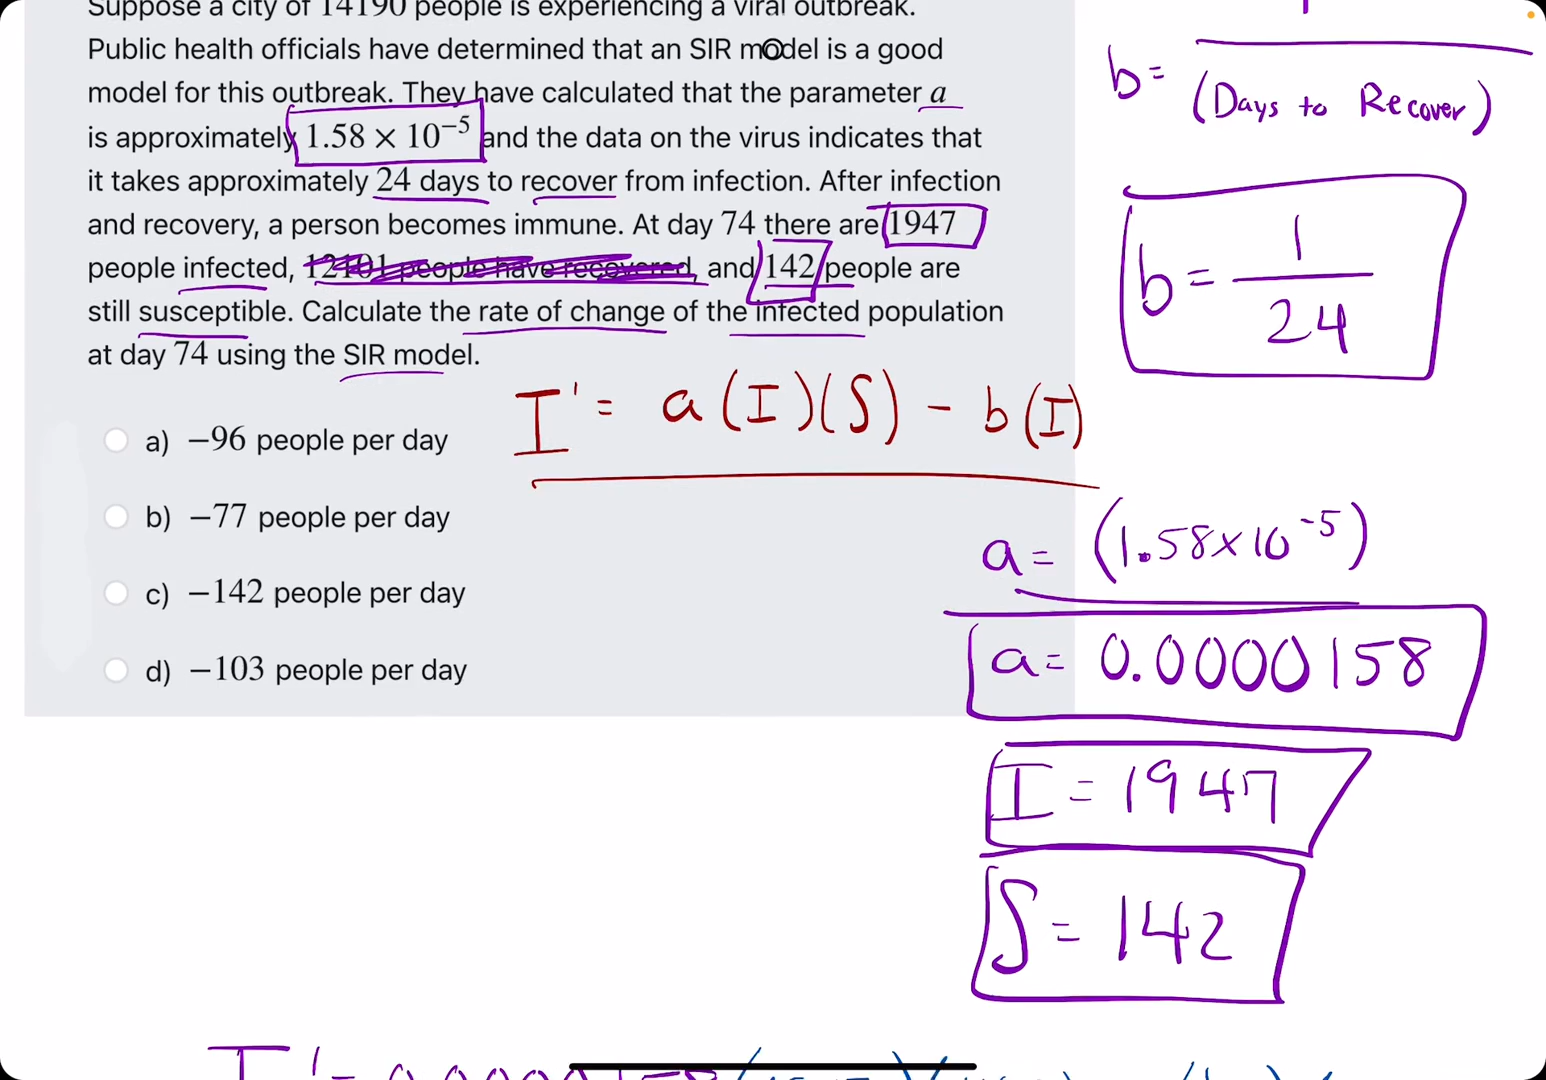 Suppose a city of 14190 people is experiencing a viral outbreak.
Public health officials have determined that an SIR model is a good
model for this outbreak. They have calculated that the parameter a
is approximately 1.58 × 10⁻⁵ and the data on the virus indicates that
it takes approximately 24 days to recover from infection. After infection
and recovery, a person becomes immune. At day 74 there are 1947
people infected, 12101 people have recovered, and 142 people are
still susceptible. Calculate the rate of change of the infected population
at day 74 using the SIR model.
a) −96 people per day
b) −77 people per day
c) −142 people per day
d) −103 people per day
b = 1 / (Days to Recover)
b = 1 / 24
I' = a(I)(S) - b(I)
a = (1.58×10⁻⁵)
a = 0.0000158
I = 1947
S = 142
I' = 0.0000158